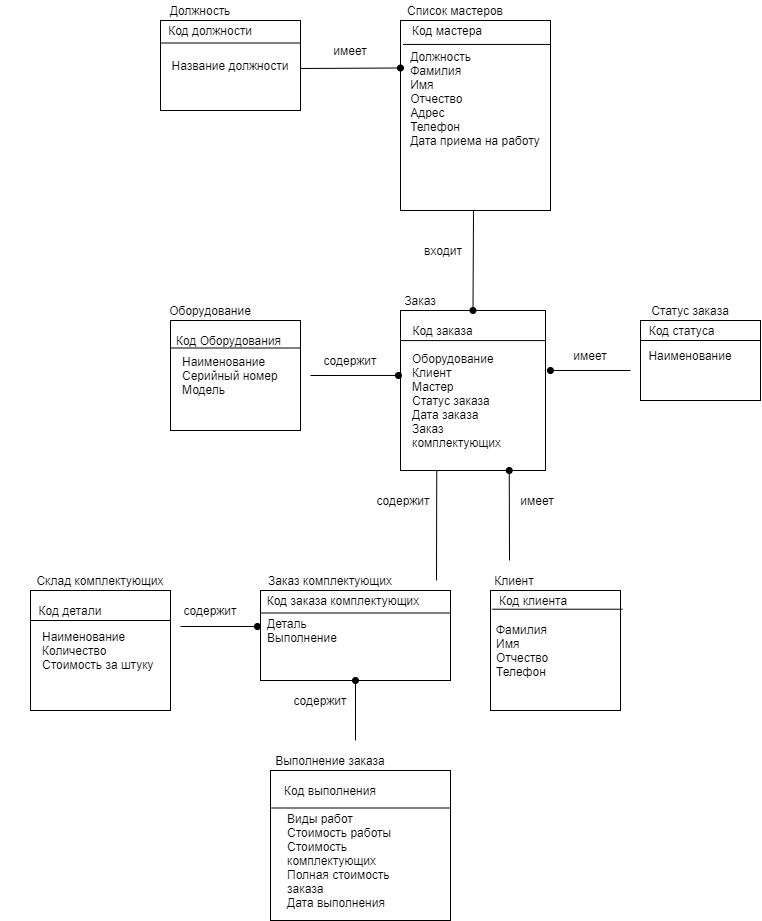 Должность
Код должности
Название должности
имеет
Список мастеров
Код мастера
Должность
Фамилия
Имя
Отчество
Адрес
Телефон
Дата приема на работу
входит
Оборудование
Код Оборудования
Наименование
Серийный номер
Модель
содержит
Заказ
Код заказа
Оборудование
Клиент
Мастер
Статус заказа
Дата заказа
Заказ
комплектующих
имеет
Статус заказа
Код статуса
Наименование
содержит
имеет
Склад комплектующих
Код детали
Наименование
Количество
Стоимость за штуку
содержит
Заказ комплектующих
Код заказа комплектующих
Деталь
Выполнение
Клиент
Код клиента
Фамилия
Имя
Отчество
Телефон
содержит
Выполнение заказа
Код выполнения
Виды работ
Стоимость работы
Стоимость
комплектующих
Полная стоимость
заказа
Дата выполнения